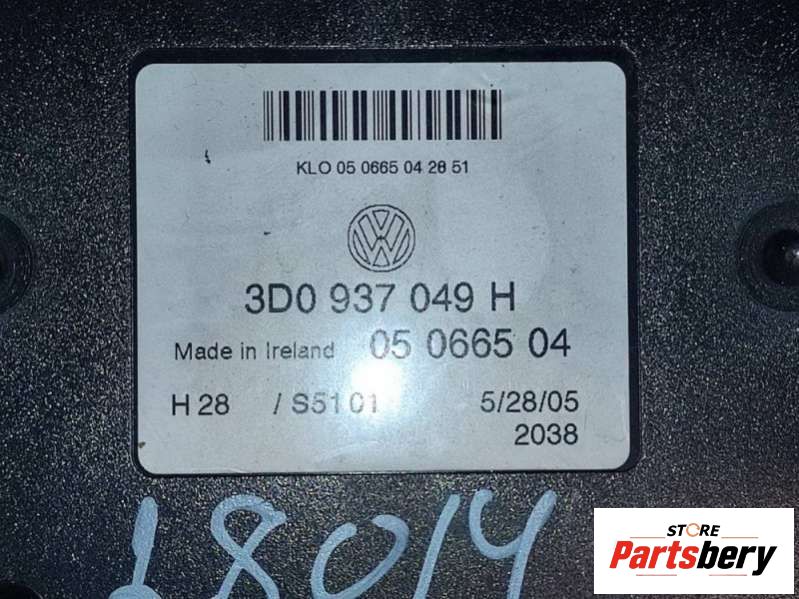 KLO 05 0665 04 28 51
3D0 937 049 H
Made in Ireland 05 0665 04
H 28 / S51 01 5/28/05
2038
18014
STORE
Partsbery